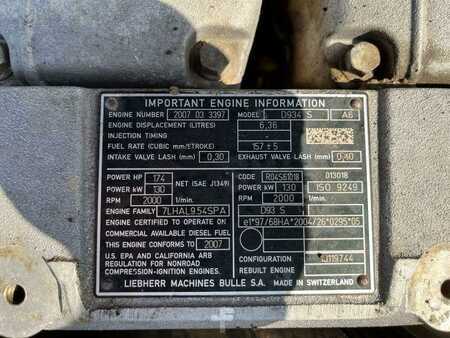 IMPORTANT ENGINE INFORMATION
ENGINE NUMBER 2007 03 3397 MODEL D934 S A6
ENGINE DISPLACEMENT (LITRES) 6,36
INJECTION TIMING -
FUEL RATE (CUBIC mm/STROKE) 157 ± 5
INTAKE VALVE LASH (mm) 0,30 EXHAUST VALVE LASH (mm) 0,40
POWER HP 174 NET (SAE J1349) CODE R04S61018 013018
POWER kW 130 POWER kW 130 ISO 9249
RPM 2000 1/min RPM 2000 1/min
ENGINE FAMILY 7LHAL9.54SPA D93 S
ENGINE CERTIFIED TO OPERATE ON e1*97/68HA*2004/26*0295*05
COMMERCIAL AVAILABLE DIESEL FUEL
THIS ENGINE CONFORMS TO 2007
U.S. EPA AND CALIFORNIA ARB CONFIGURATION
REGULATION FOR NONROAD REBUILT ENGINE
COMPRESSION-IGNITION ENGINES.
LIEBHERR MACHINES BULLE S.A. MADE IN SWITZERLAND